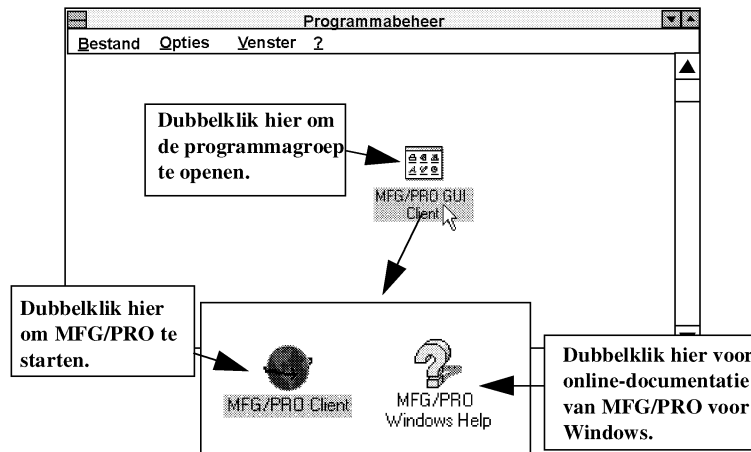 Programmabeheer
Bestand Opties Venster ?
Dubbelklik hier om
de programmagroep
te openen.
MFG/PRO GUI
Client
Dubbelklik hier
om MFG/PRO te
starten.
MFG/PRO Client
MFG/PRO
Windows Help
Dubbelklik hier voor
online-documentatie
van MFG/PRO voor
Windows.